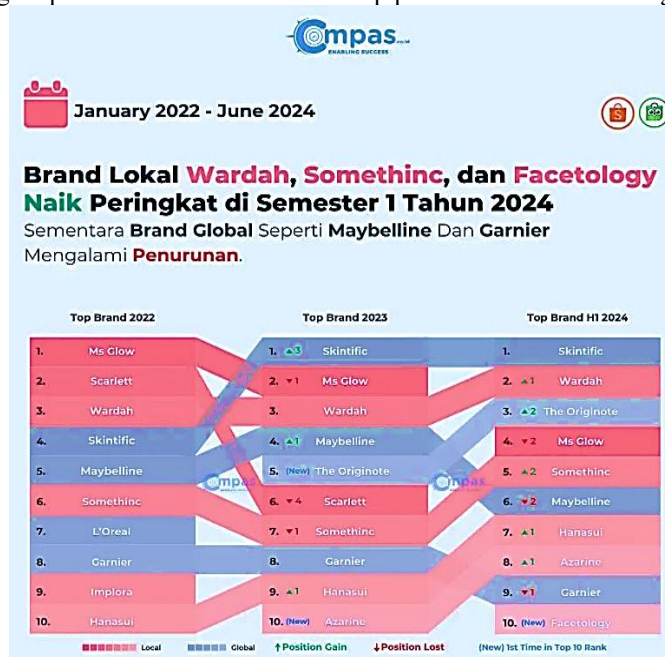 Compas.co.id
ENABLING SUCCESS
January 2022 - June 2024
Brand Lokal Wardah, Somethinc, dan Facetology
Naik Peringkat di Semester 1 Tahun 2024
Sementara Brand Global Seperti Maybelline Dan Garnier
Mengalami Penurunan.
Top Brand 2022
1. Ms Glow
2. Scarlett
3. Wardah
4. Skintific
5. Maybelline
6. Somethinc
7. L'Oreal
8. Garnier
9. Implora
10. Hanasui
Top Brand 2023
1. ▲3 Skintific
2. ▼1 Ms Glow
3. Wardah
4. ▲1 Maybelline
5. (New) The Originote
6. ▼4 Scarlett
7. ▼1 Somethinc
8. Garnier
9. ▲1 Hanasui
10. (New) Azarine
Top Brand H1 2024
1. Skintific
2. ▲1 Wardah
3. ▲2 The Originote
4. ▼2 Ms Glow
5. ▲2 Somethinc
6. ▼2 Maybelline
7. ▲1 Hanasui
8. ▲1 Azarine
9. ▼1 Garnier
10. (New) Facetology
Compas
Compas
Local Global ↑Position Gain ↓Position Lost (New) 1st Time in Top 10 Rank